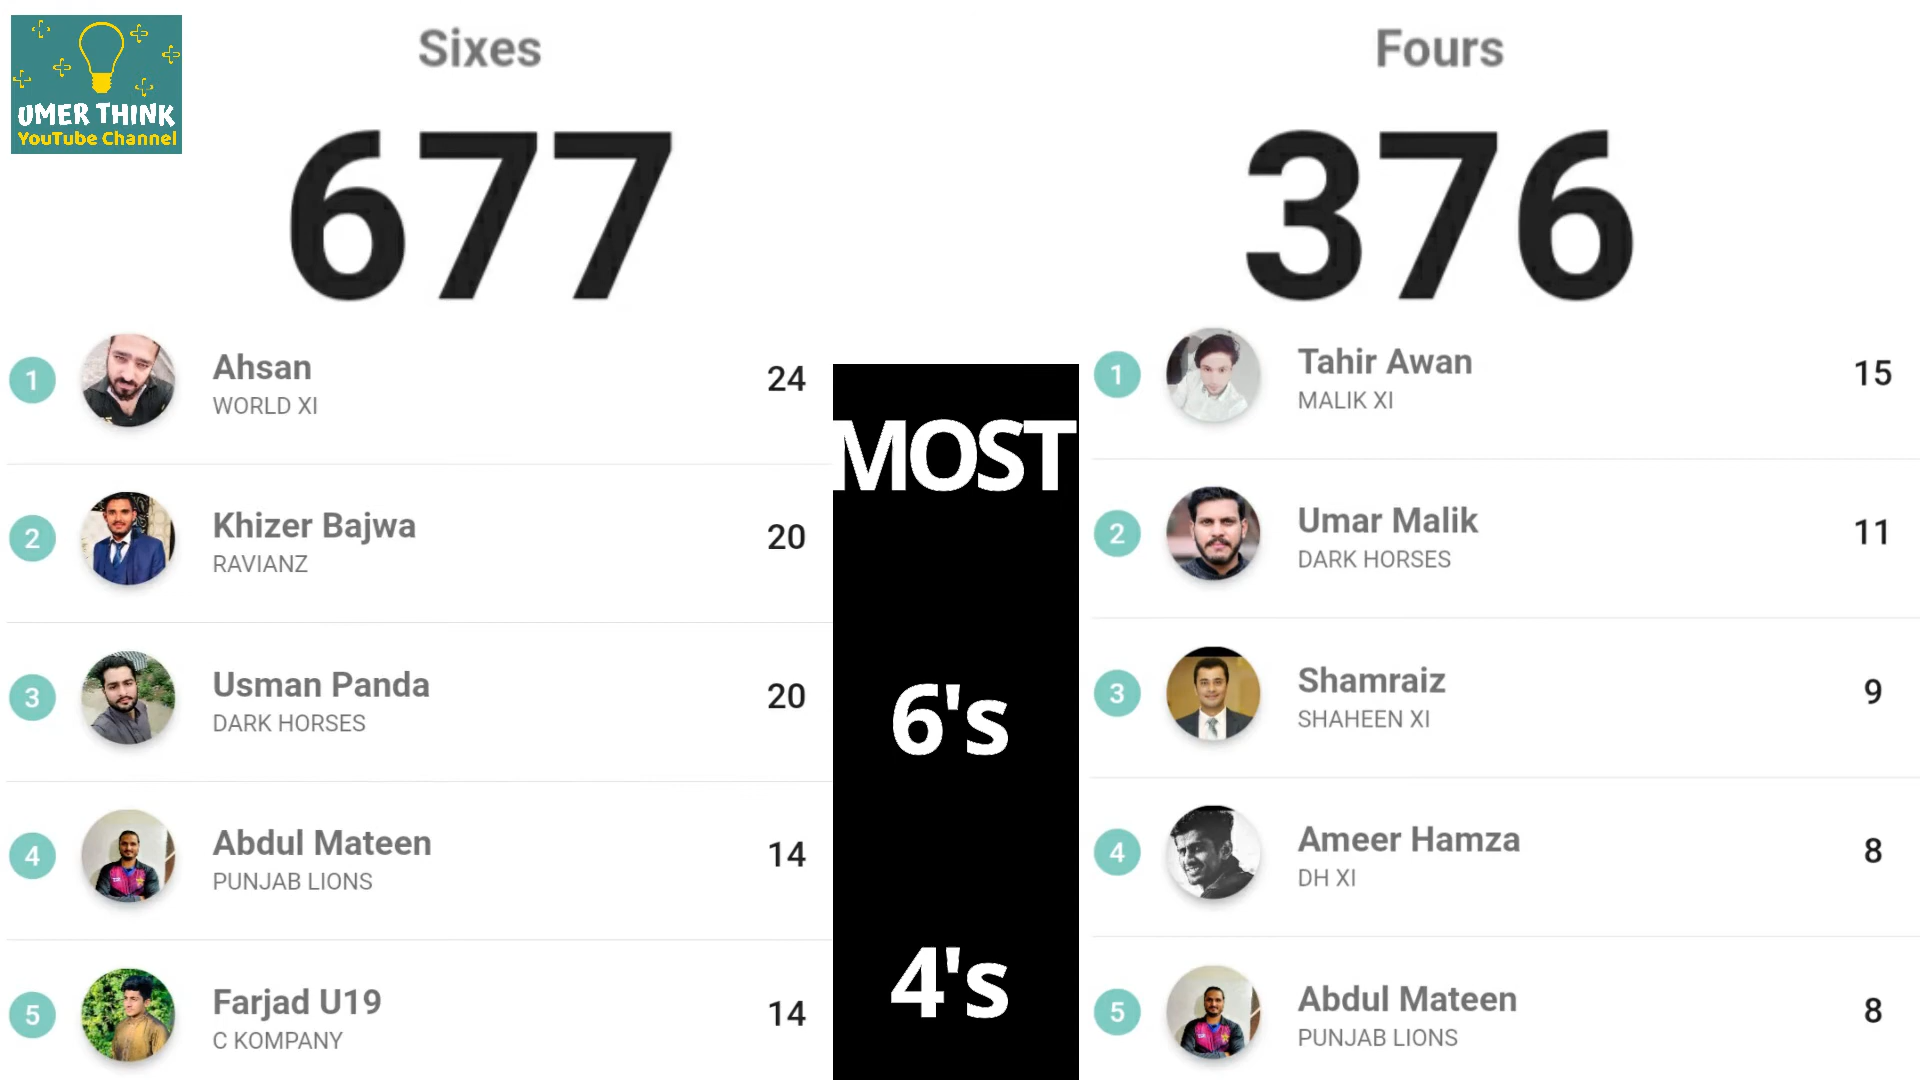 UMER THINK
YouTube Channel
Sixes
677
1
Ahsan
24
WORLD XI
2
Khizer Bajwa
20
RAVIANZ
3
Usman Panda
20
DARK HORSES
4
Abdul Mateen
14
PUNJAB LIONS
5
Farjad U19
14
C KOMPANY
MOST
6's
4's
Fours
376
1
Tahir Awan
15
MALIK XI
2
Umar Malik
11
DARK HORSES
3
Shamraiz
9
SHAHEEN XI
4
Ameer Hamza
8
DH XI
5
Abdul Mateen
8
PUNJAB LIONS